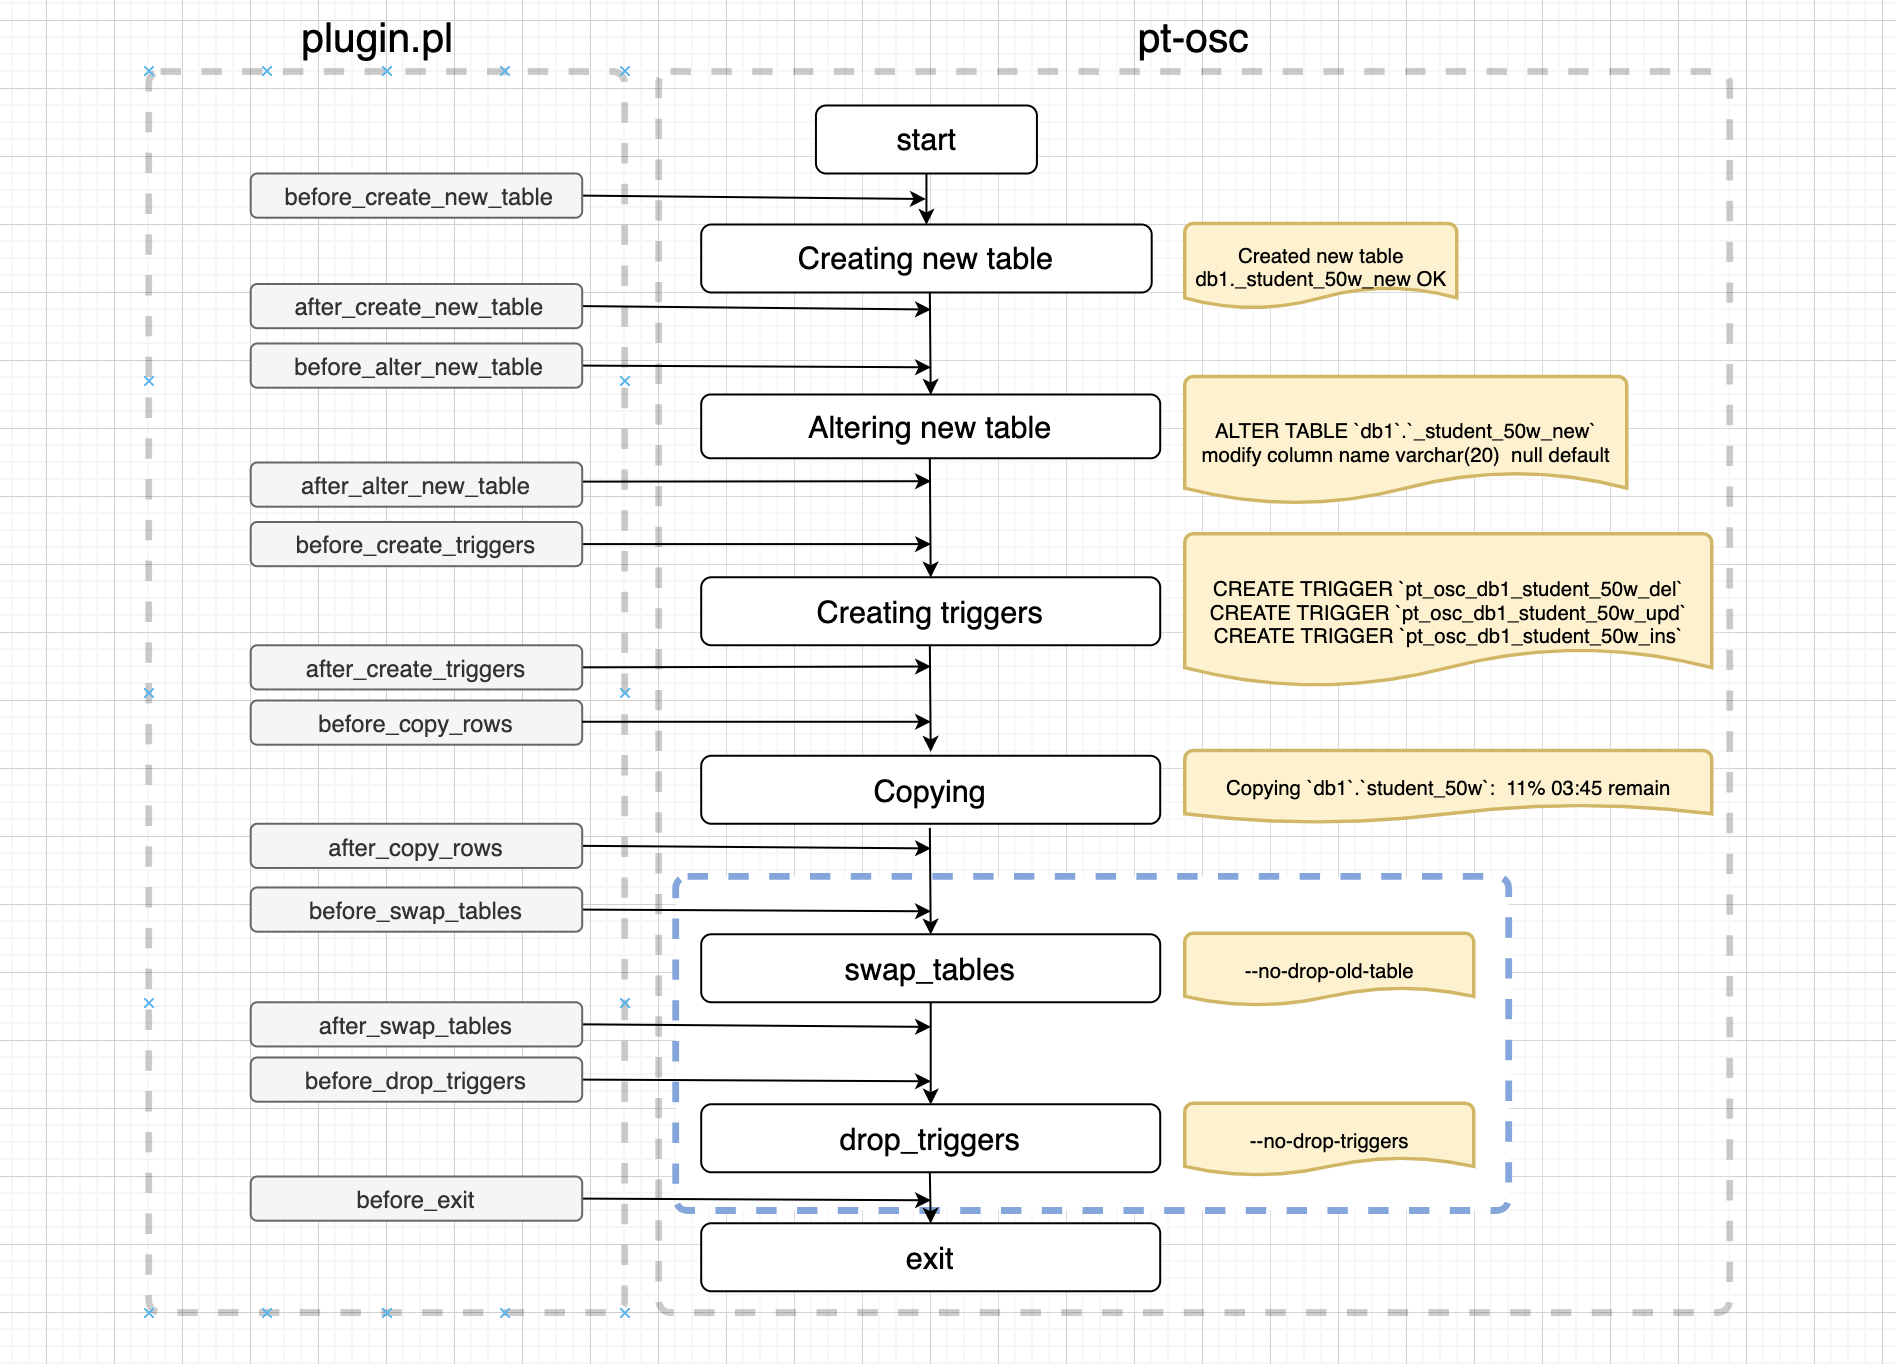 plugin.pl
pt-osc
start
before_create_new_table
Creating new table
Created new table
db1._student_50w_new OK
after_create_new_table
before_alter_new_table
Altering new table
ALTER TABLE `db1`.`_student_50w_new`
modify column name varchar(20)  null default
after_alter_new_table
before_create_triggers
Creating triggers
CREATE TRIGGER `pt_osc_db1_student_50w_del`
CREATE TRIGGER `pt_osc_db1_student_50w_upd`
CREATE TRIGGER `pt_osc_db1_student_50w_ins`
after_create_triggers
before_copy_rows
Copying
Copying `db1`.`student_50w`:  11% 03:45 remain
after_copy_rows
before_swap_tables
swap_tables
--no-drop-old-table
after_swap_tables
before_drop_triggers
drop_triggers
--no-drop-triggers
before_exit
exit